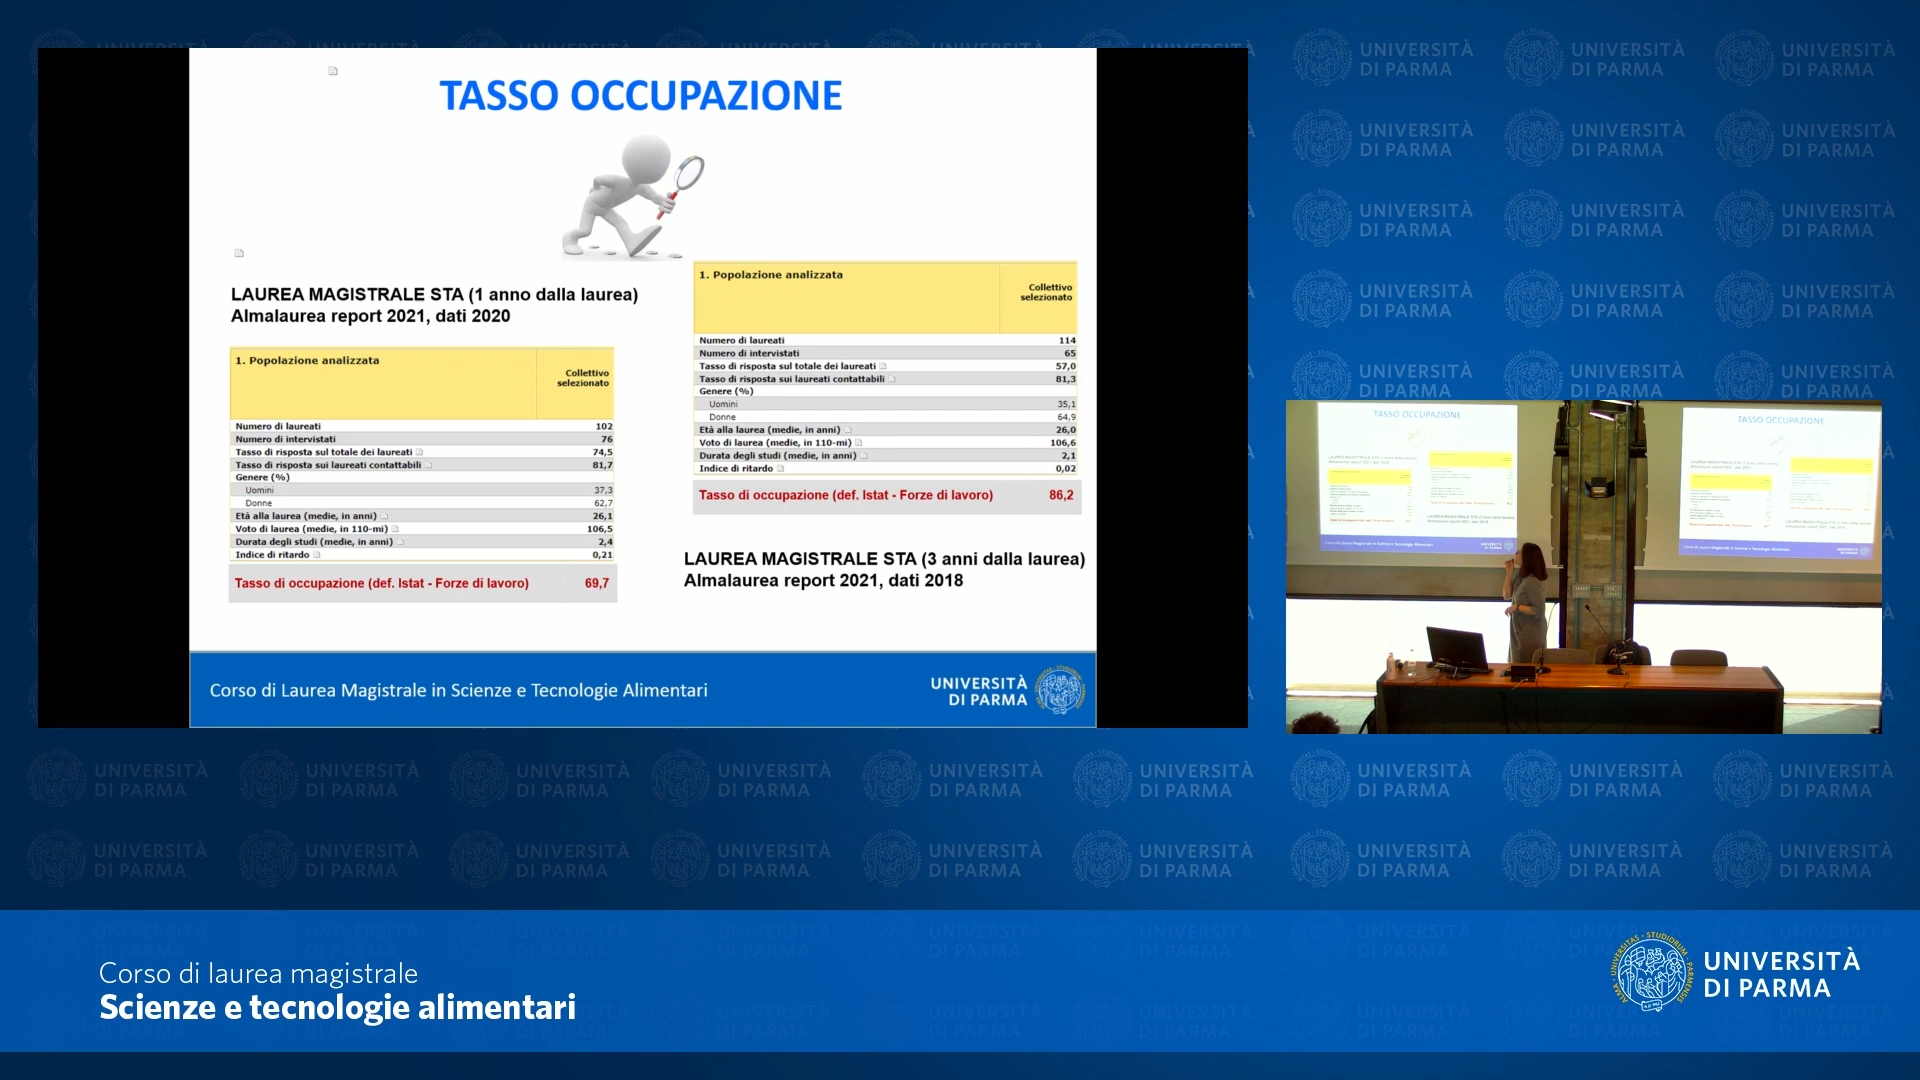 TASSO OCCUPAZIONE
LAUREA MAGISTRALE STA (1 anno dalla laurea)
Almalaurea report 2021, dati 2020
1. Popolazione analizzata
Collettivo
selezionato
Numero di laureati 102
Numero di intervistati 76
Tasso di risposta sul totale dei laureati 74,5
Tasso di risposta sui laureati contattabili 81,7
Genere (%)
Uomini 37,3
Donne 62,7
Età alla laurea (medie, in anni) 26,1
Voto di laurea (medie, in 110-mi) 106,5
Durata degli studi (medie, in anni) 2,4
Indice di ritardo 0,21
Tasso di occupazione (def. Istat - Forze di lavoro) 69,7
1. Popolazione analizzata
Collettivo
selezionato
Numero di laureati 114
Numero di intervistati 65
Tasso di risposta sul totale dei laureati 57,0
Tasso di risposta sui laureati contattabili 81,3
Genere (%)
Uomini 35,1
Donne 64,9
Età alla laurea (medie, in anni) 26,0
Voto di laurea (medie, in 110-mi) 106,6
Durata degli studi (medie, in anni) 2,1
Indice di ritardo 0,02
Tasso di occupazione (def. Istat - Forze di lavoro) 86,2
LAUREA MAGISTRALE STA (3 anni dalla laurea)
Almalaurea report 2021, dati 2018
Corso di Laurea Magistrale in Scienze e Tecnologie Alimentari
UNIVERSITÀ
DI PARMA
TASSO OCCUPAZIONE
TASSO OCCUPAZIONE
Corso di laurea magistrale
Scienze e tecnologie alimentari
UNIVERSITÀ
DI PARMA